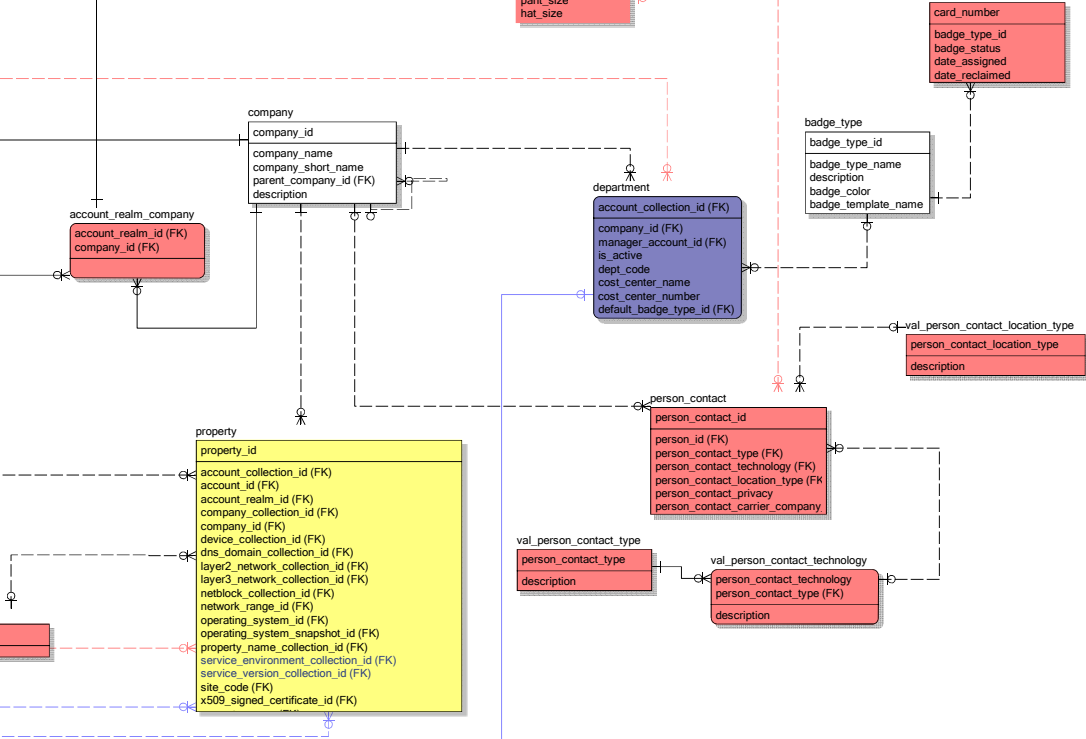 pant_size
hat_size
card_number
badge_type_id
badge_status
date_assigned
date_reclaimed
company
company_id
company_name
company_short_name
parent_company_id (FK)
description
badge_type
badge_type_id
badge_type_name
description
badge_color
badge_template_name
department
account_collection_id (FK)
company_id (FK)
manager_account_id (FK)
is_active
dept_code
cost_center_name
cost_center_number
default_badge_type_id (FK)
account_realm_company
account_realm_id (FK)
company_id (FK)
val_person_contact_location_type
person_contact_location_type
description
person_contact
person_contact_id
person_id (FK)
person_contact_type (FK)
person_contact_technology (FK)
person_contact_location_type (FK
person_contact_privacy
person_contact_carrier_company_
property
property_id
account_collection_id (FK)
account_id (FK)
account_realm_id (FK)
company_collection_id (FK)
company_id (FK)
device_collection_id (FK)
dns_domain_collection_id (FK)
layer2_network_collection_id (FK)
layer3_network_collection_id (FK)
netblock_collection_id (FK)
network_range_id (FK)
operating_system_id (FK)
operating_system_snapshot_id (FK)
property_name_collection_id (FK)
service_environment_collection_id (FK)
service_version_collection_id (FK)
site_code (FK)
x509_signed_certificate_id (FK)
val_person_contact_type
person_contact_type
description
val_person_contact_technology
person_contact_technology
person_contact_type (FK)
description